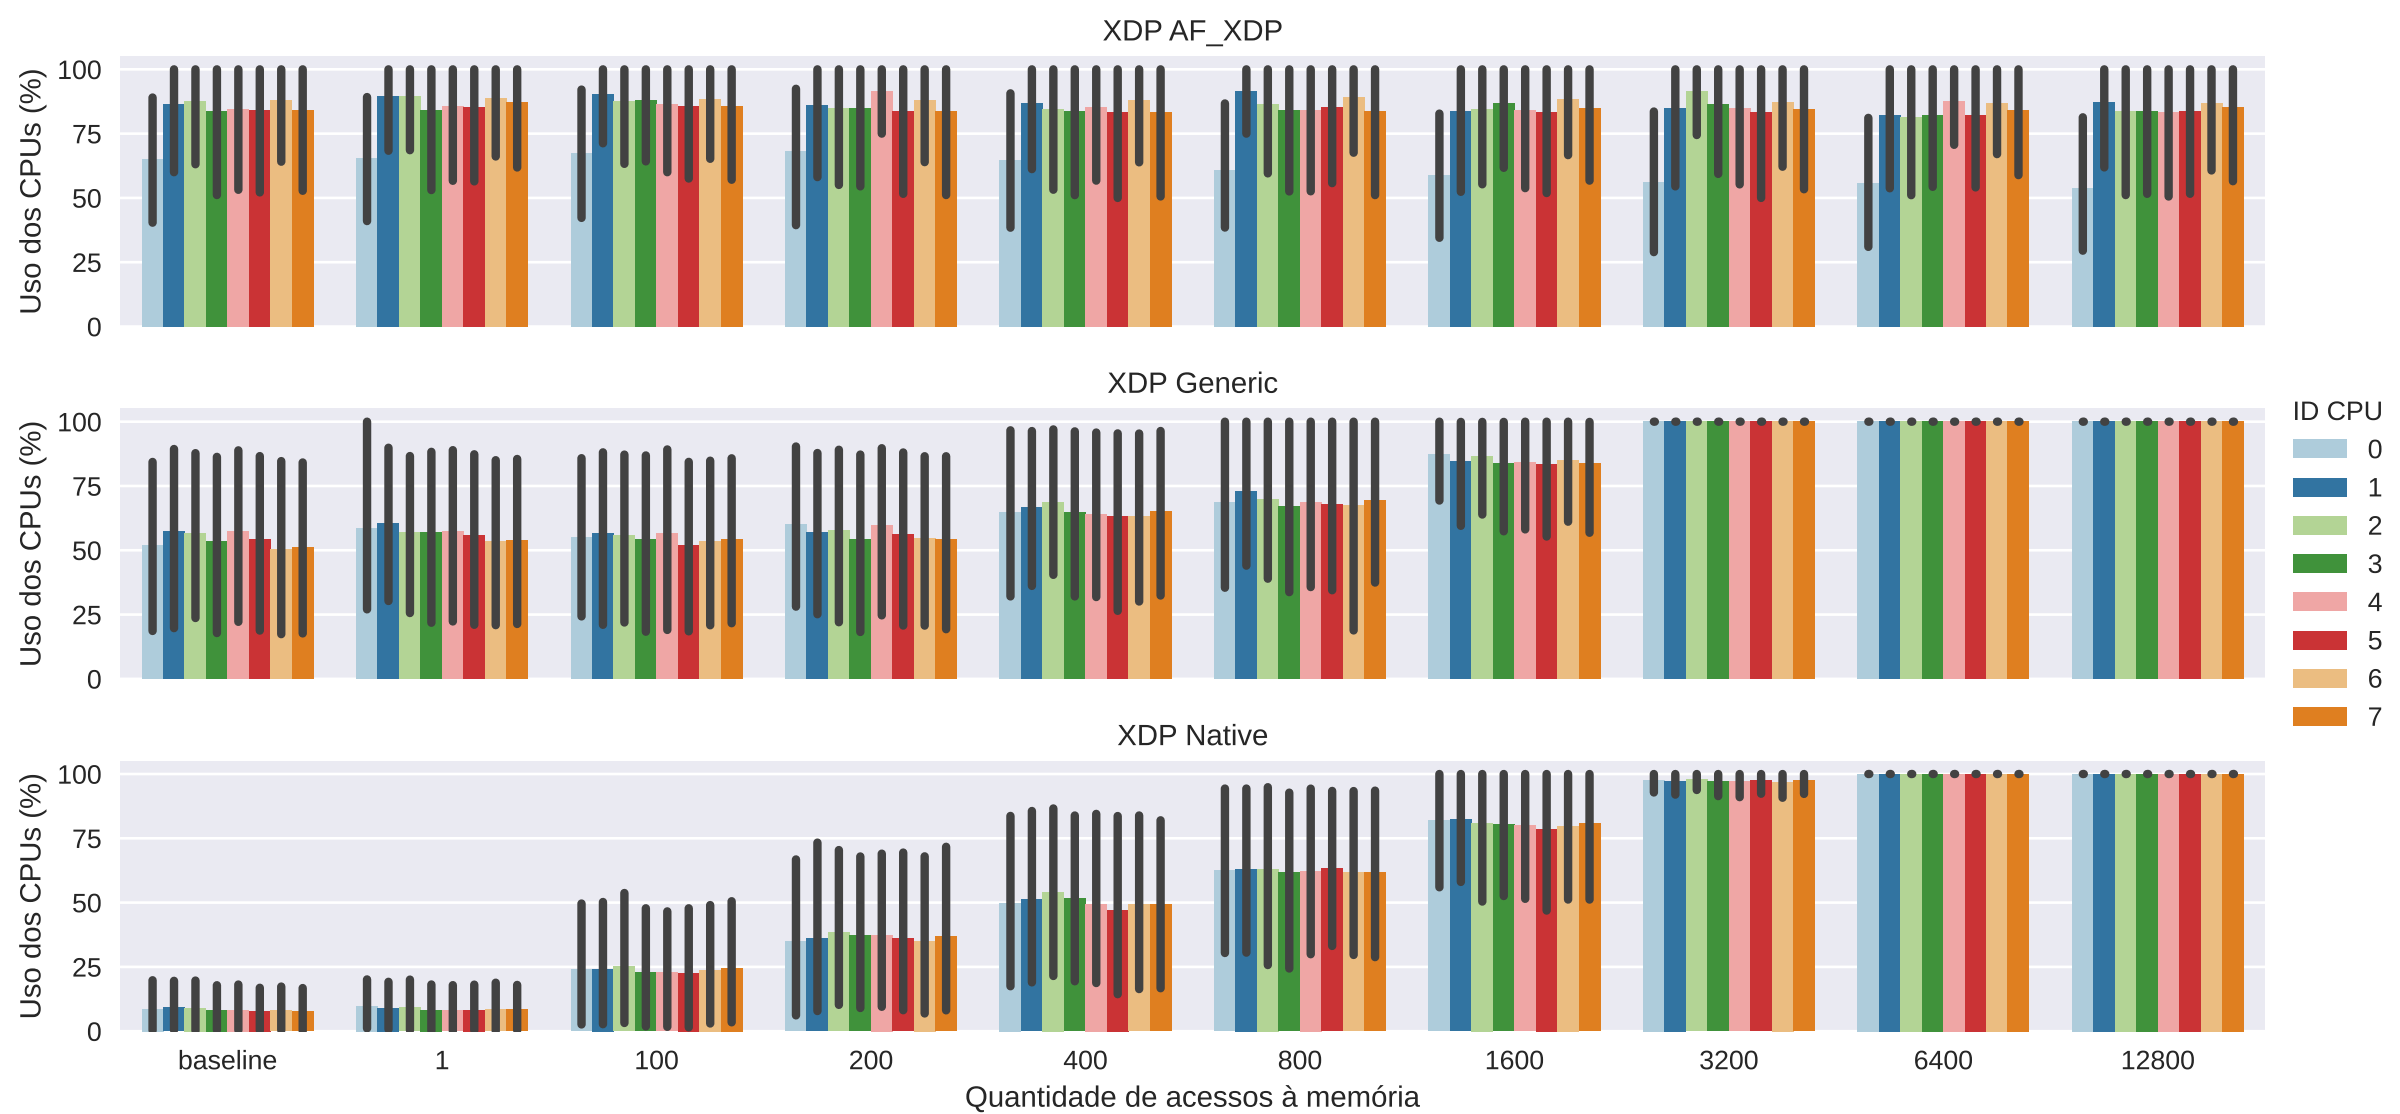 XDP AF_XDP
Uso dos CPUs (%)
100
75
50
25
0
XDP Generic
Uso dos CPUs (%)
100
75
50
25
0
ID CPU
0
1
2
3
4
5
6
7
XDP Native
Uso dos CPUs (%)
100
75
50
25
0
baseline 1 100 200 400 800 1600 3200 6400 12800
Quantidade de acessos à memória